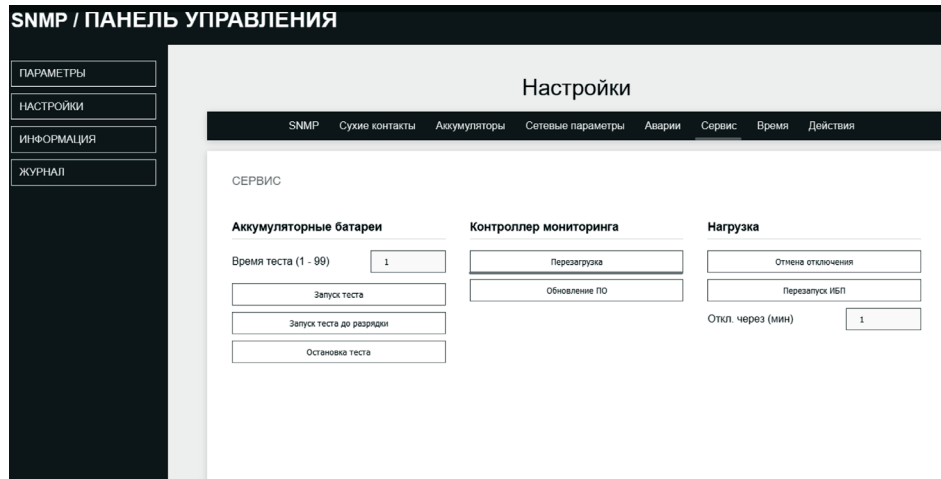 SNMP / ПАНЕЛЬ УПРАВЛЕНИЯ
ПАРАМЕТРЫ
НАСТРОЙКИ
ИНФОРМАЦИЯ
ЖУРНАЛ
Настройки
SNMP Сухие контакты Аккумуляторы Сетевые параметры Аварии Сервис Время Действия
СЕРВИС
Аккумуляторные батареи
Время теста (1 - 99) 1
Запуск теста
Запуск теста до разрядки
Остановка теста
Контроллер мониторинга
Перезагрузка
Обновление ПО
Нагрузка
Отмена отключения
Перезапуск ИБП
Откл. через (мин) 1